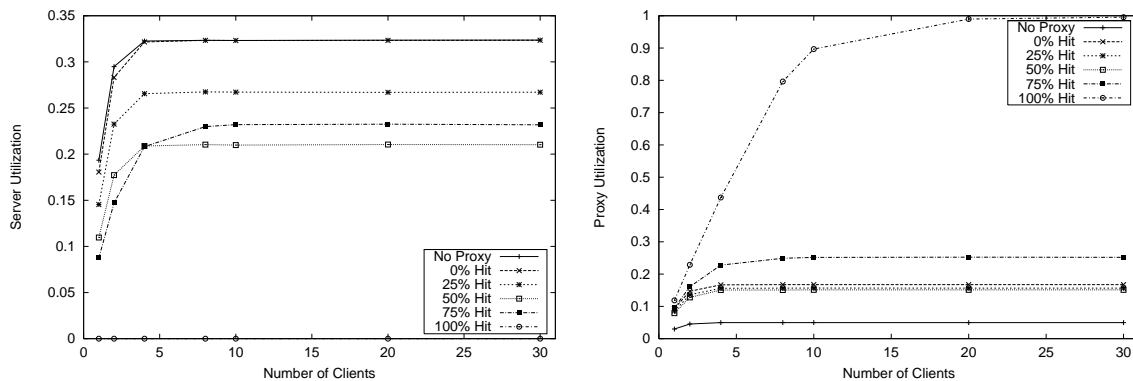 0.35
0.3
0.25
0.2
0.15
0.1
0.05
0
Server Utilization
0 5 10 15 20 25 30
Number of Clients
No Proxy
0% Hit
25% Hit
50% Hit
75% Hit
100% Hit
1
0.9
0.8
0.7
0.6
0.5
0.4
0.3
0.2
0.1
0
Proxy Utilization
0 5 10 15 20 25 30
Number of Clients
No Proxy
0% Hit
25% Hit
50% Hit
75% Hit
100% Hit